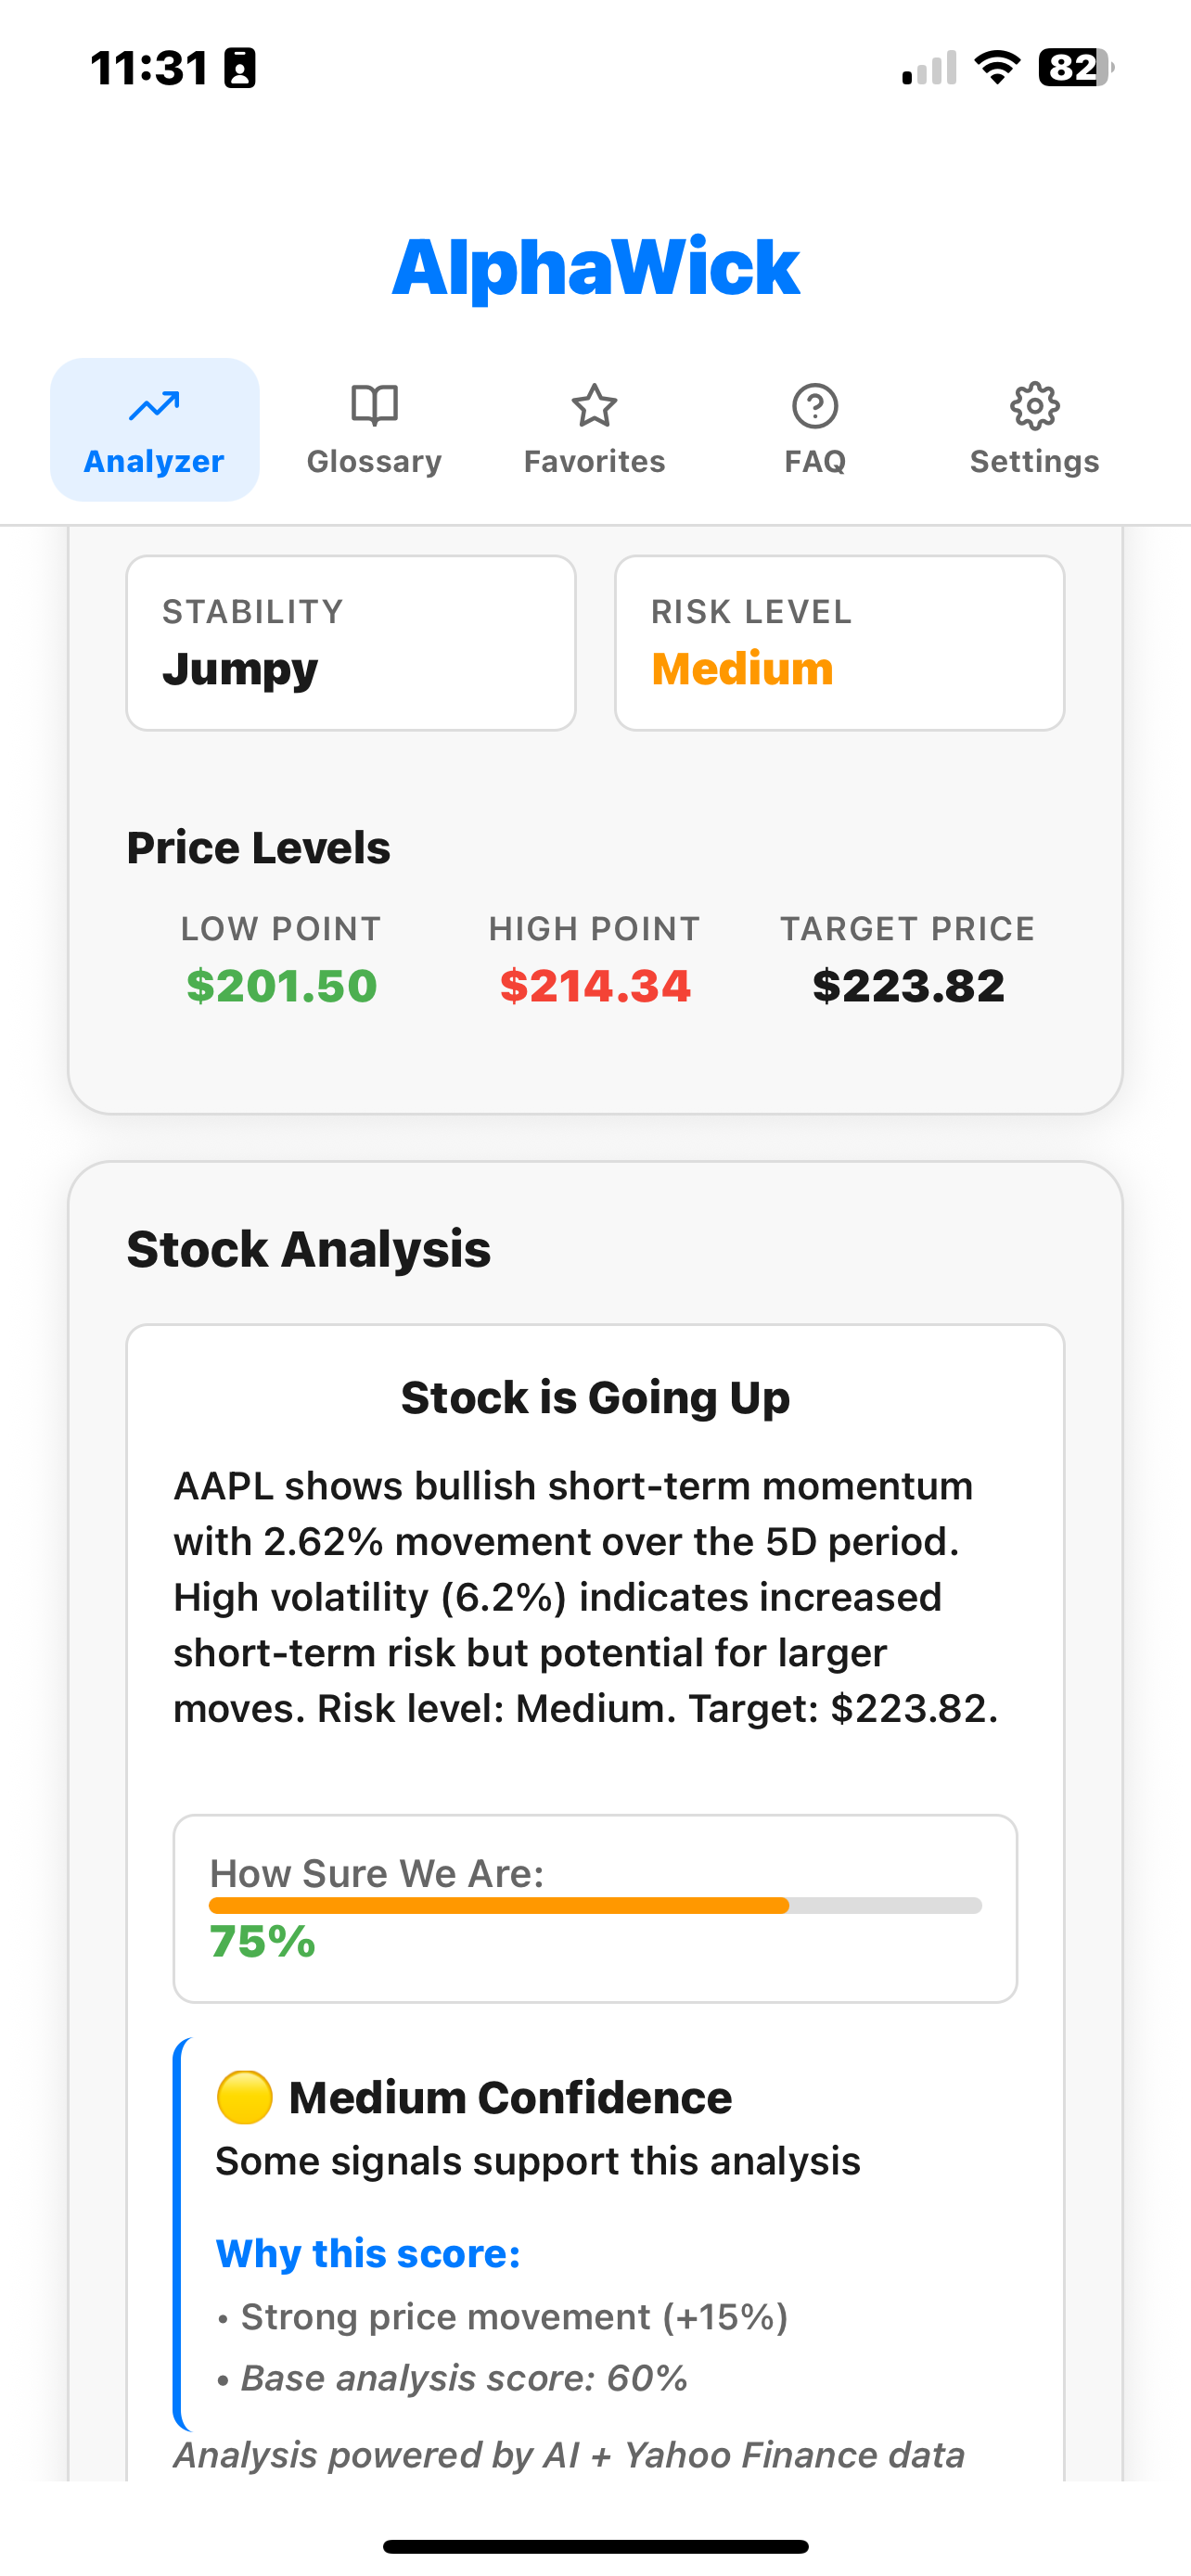 11:31
82
AlphaWick
Analyzer
Glossary
Favorites
FAQ
Settings
STABILITY
Jumpy
RISK LEVEL
Medium
Price Levels
LOW POINT
$201.50
HIGH POINT
$214.34
TARGET PRICE
$223.82
Stock Analysis
Stock is Going Up
AAPL shows bullish short-term momentum
with 2.62% movement over the 5D period.
High volatility (6.2%) indicates increased
short-term risk but potential for larger
moves. Risk level: Medium. Target: $223.82.
How Sure We Are:
75%
Medium Confidence
Some signals support this analysis
Why this score:
• Strong price movement (+15%)
• Base analysis score: 60%
Analysis powered by AI + Yahoo Finance data